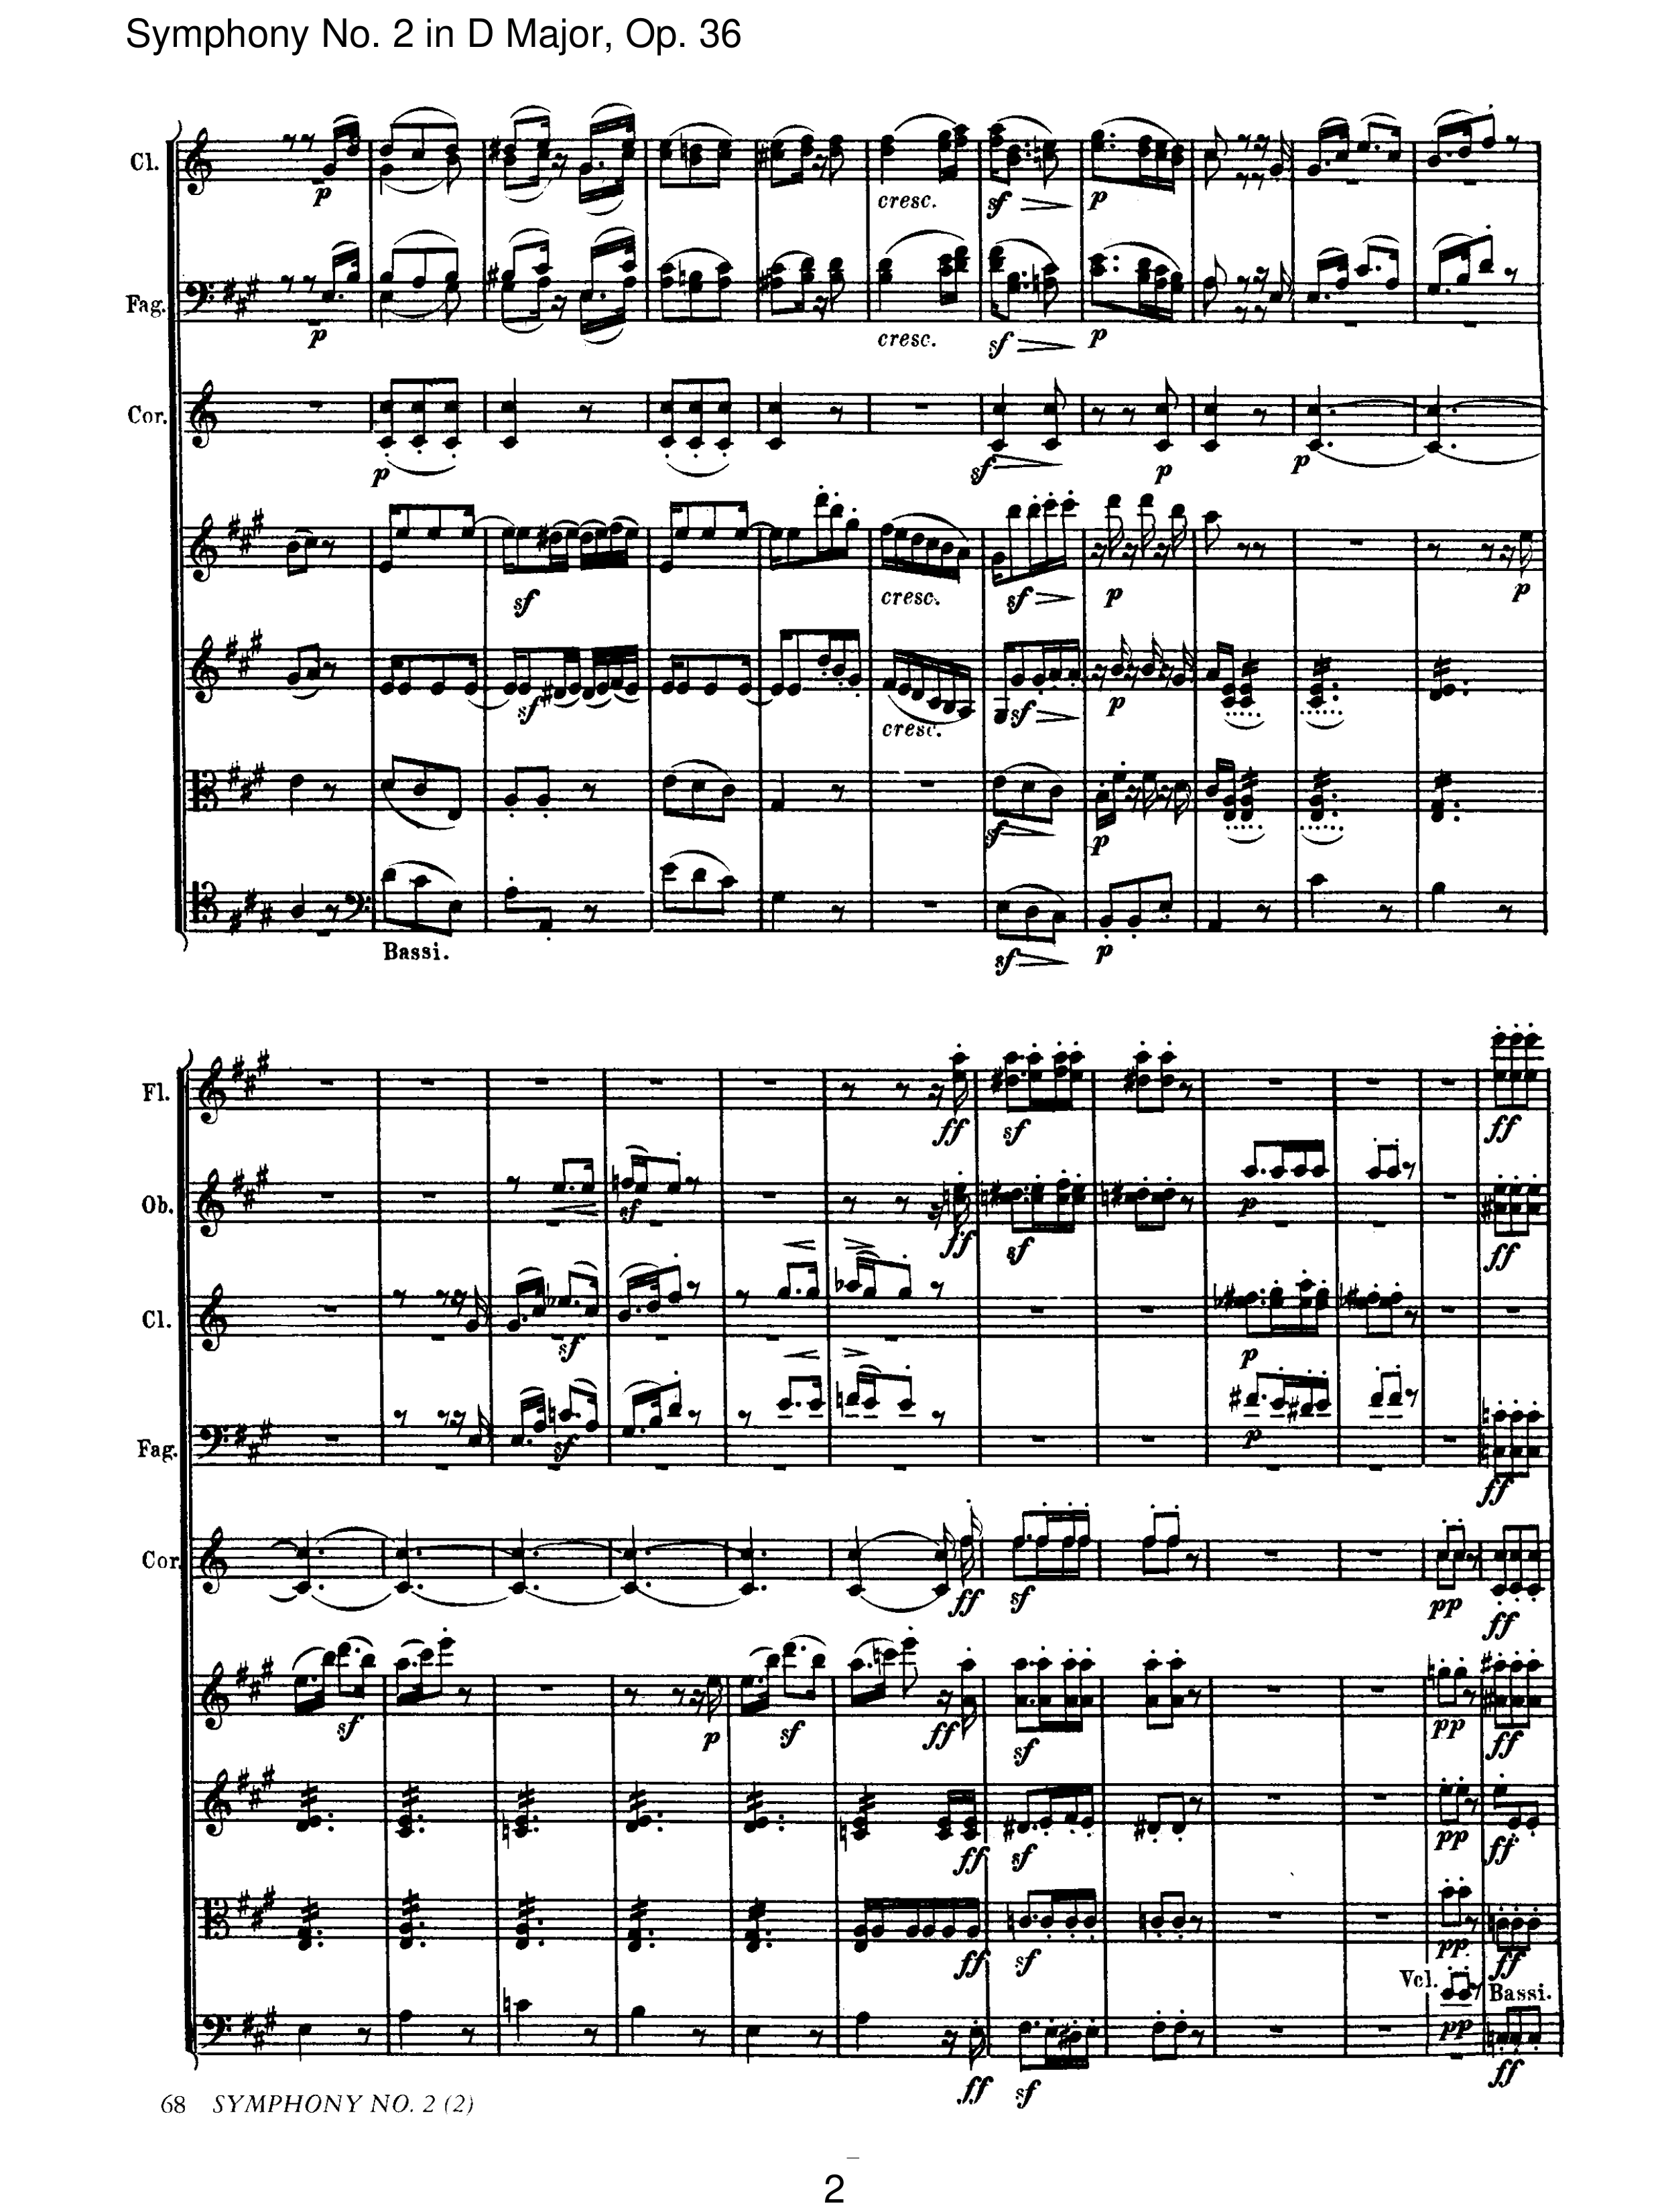 Symphony No. 2 in D Major, Op. 36
Cl.
p
cresc.
sf
p
Fag.
p
cresc.
sf
p
Cor.
p
sf
p
p
sf
cresc.
sf
p
p
sf
cresc.
sf
p
sf
p
Bassi.
sf
p
Fl.
ff
sf
ff
Ob.
sf
ff
sf
p
ff
Cl.
sf
p
Fag.
sf
p
ff
Cor.
ff
sf
pp
ff
sf
p
sf
ff
sf
pp
ff
ff
sf
pp
ff
ff
sf
pp
ff
Vcl.
Bassi.
pp
ff
sf
ff
68 SYMPHONY NO. 2 (2)
2